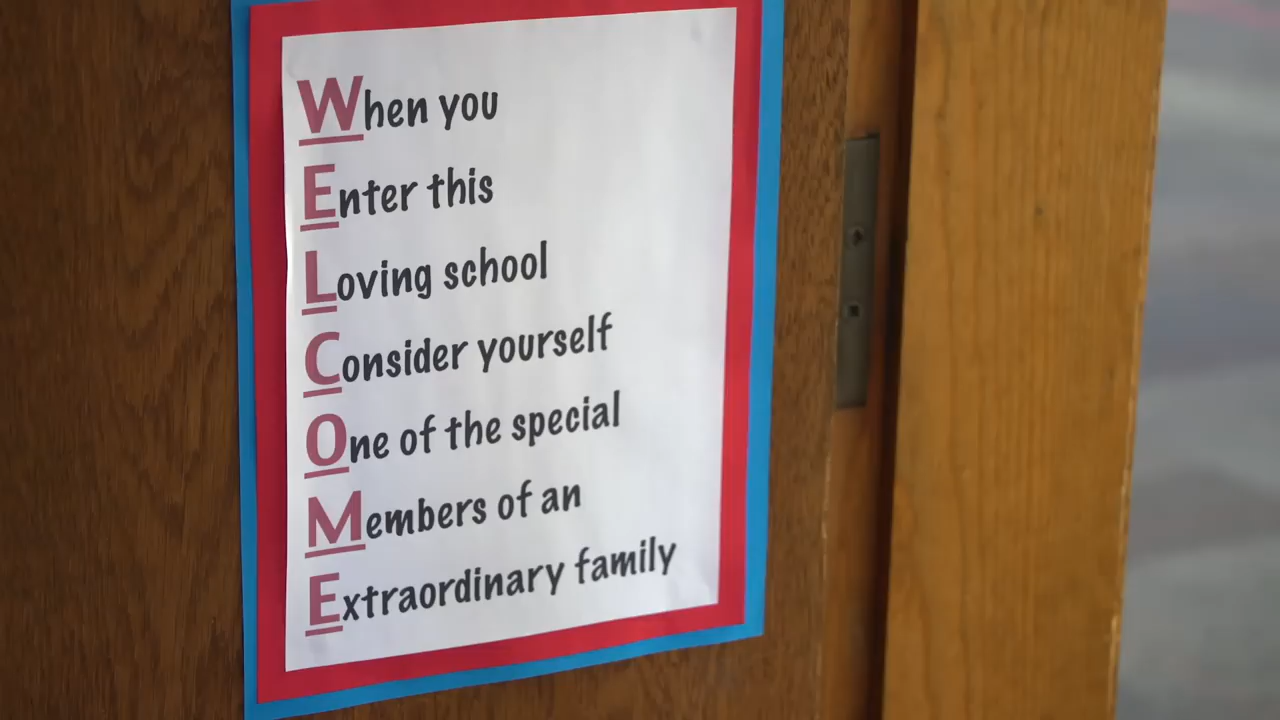 When you
Enter this
Loving school
Consider yourself
One of the special
Members of an
Extraordinary family